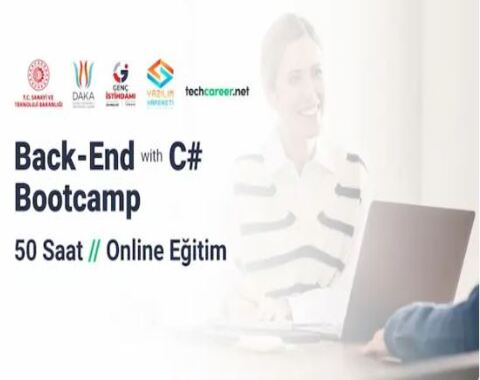 T.C. SANAYİ VE
TEKNOLOJİ BAKANLIĞI
DAKA
GENÇ
İSTİHDAMI
YAZILIM
HAREKETİ
techcareer.net
Back-End with C#
Bootcamp
50 Saat // Online Eğitim